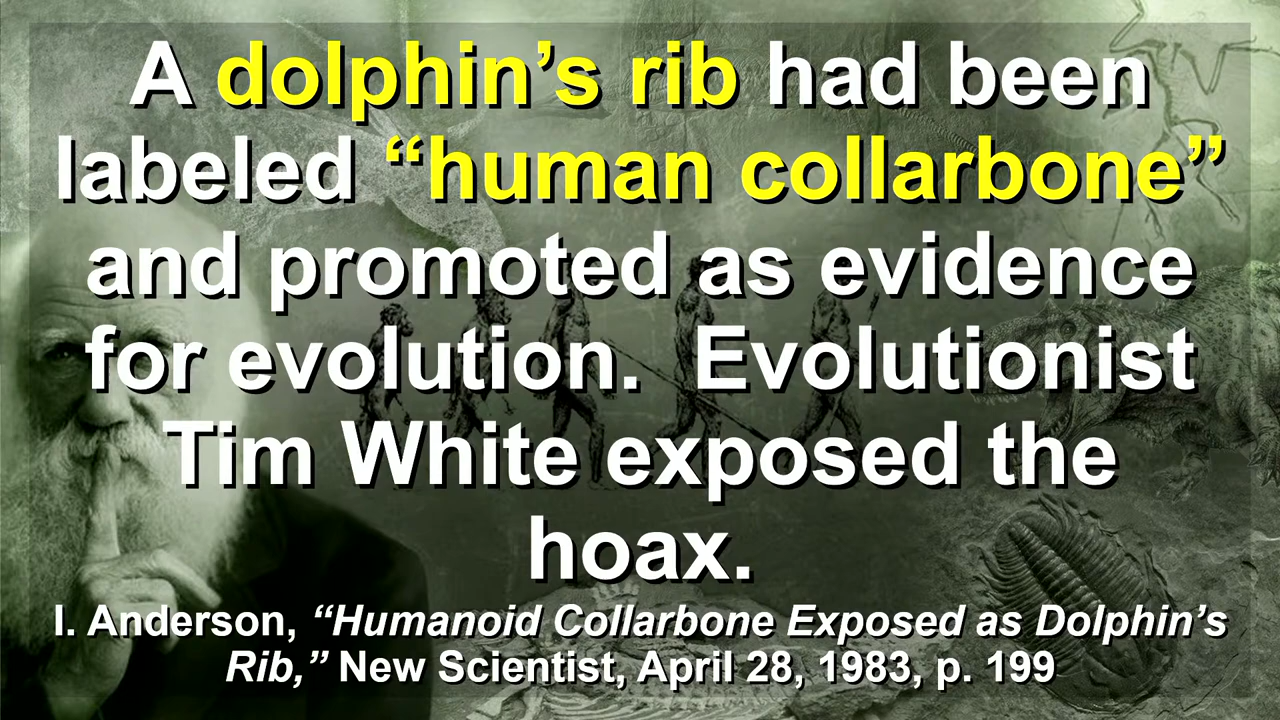 A dolphin’s rib had been
labeled “human collarbone”
and promoted as evidence
for evolution.  Evolutionist
Tim White exposed the
hoax.
I. Anderson, “Humanoid Collarbone Exposed as Dolphin’s
Rib,” New Scientist, April 28, 1983, p. 199